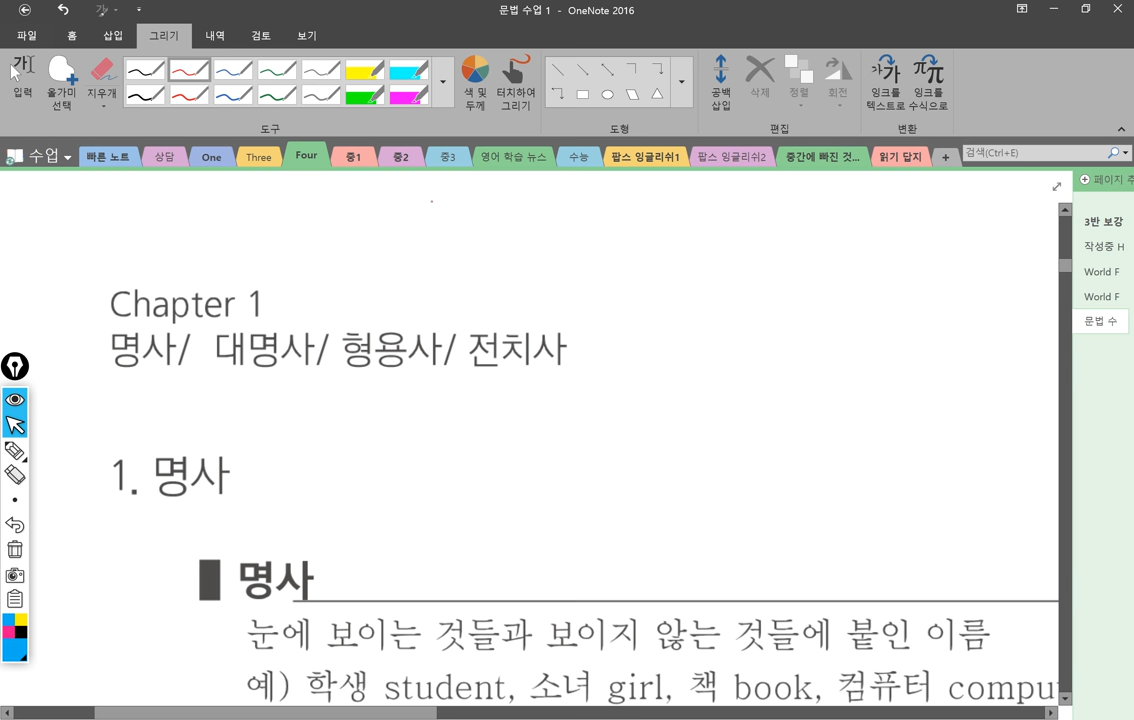 문법 수업 1 - OneNote 2016
파일 홈 삽입 그리기 내역 검토 보기
입력 올가미 선택 지우개 색 및 두께 터치하여 그리기 공백 삽입 삭제 정렬 회전 잉크를 텍스트로 잉크를 수식으로
도구 도형 편집 변환
수업 빠른 노트 상담 One Three Four 중1 중2 중3 영어 학습 뉴스 수능 팝스 잉글리쉬1 팝스 잉글리쉬2 중간에 빠진 것... 읽기 답지 + 검색(Ctrl+E)
페이지 추
3반 보강
작성중 H
World F
World F
문법 수
Chapter 1
명사/ 대명사/ 형용사/ 전치사
1. 명사
명사
눈에 보이는 것들과 보이지 않는 것들에 붙인 이름
예) 학생 student, 소녀 girl, 책 book, 컴퓨터 compu